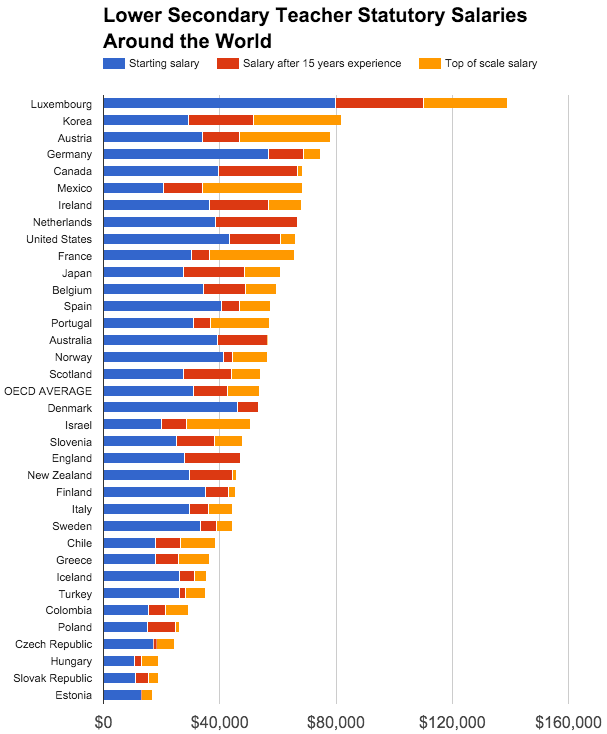 Lower Secondary Teacher Statutory Salaries
Around the World
Starting salary Salary after 15 years experience Top of scale salary
Luxembourg
Korea
Austria
Germany
Canada
Mexico
Ireland
Netherlands
United States
France
Japan
Belgium
Spain
Portugal
Australia
Norway
Scotland
OECD AVERAGE
Denmark
Israel
Slovenia
England
New Zealand
Finland
Italy
Sweden
Chile
Greece
Iceland
Turkey
Colombia
Poland
Czech Republic
Hungary
Slovak Republic
Estonia
$0 $40,000 $80,000 $120,000 $160,000